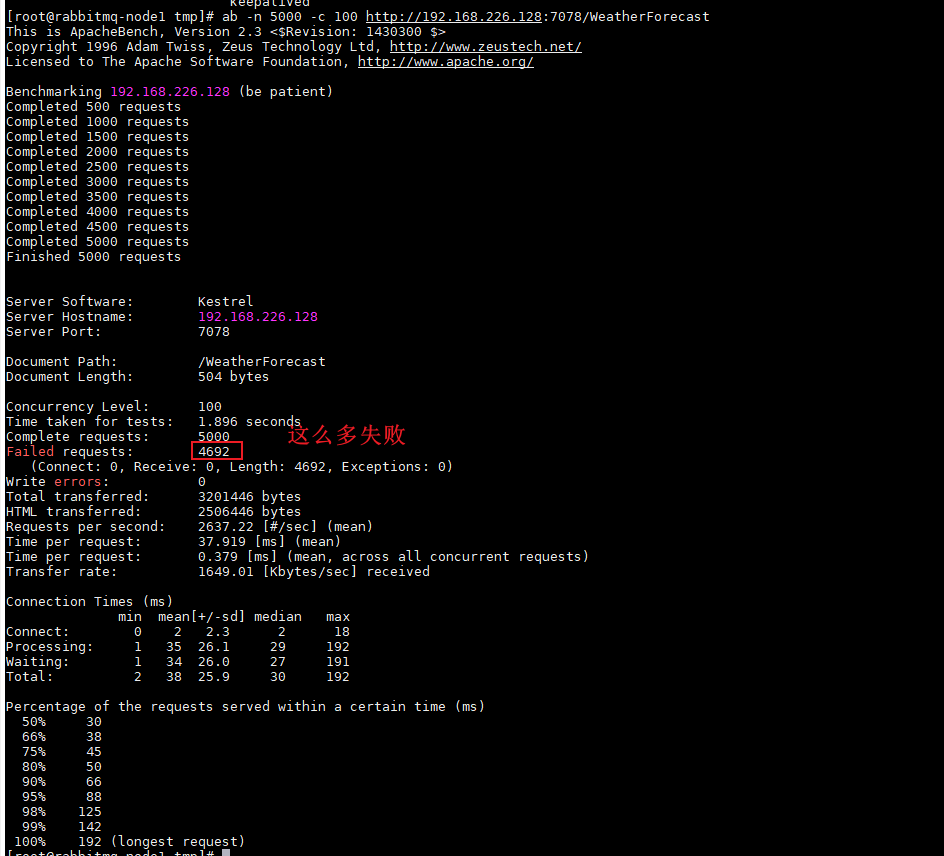 keepalived
[root@rabbitmq-node1 tmp]# ab -n 5000 -c 100 http://192.168.226.128:7078/WeatherForecast
This is ApacheBench, Version 2.3 <$Revision: 1430300 $>
Copyright 1996 Adam Twiss, Zeus Technology Ltd, http://www.zeustech.net/
Licensed to The Apache Software Foundation, http://www.apache.org/

Benchmarking 192.168.226.128 (be patient)
Completed 500 requests
Completed 1000 requests
Completed 1500 requests
Completed 2000 requests
Completed 2500 requests
Completed 3000 requests
Completed 3500 requests
Completed 4000 requests
Completed 4500 requests
Completed 5000 requests
Finished 5000 requests

Server Software: Kestrel
Server Hostname: 192.168.226.128
Server Port: 7078

Document Path: /WeatherForecast
Document Length: 504 bytes

Concurrency Level: 100
Time taken for tests: 1.896 seconds
Complete requests: 5000
这么多失败
Failed requests: 4692
(Connect: 0, Receive: 0, Length: 4692, Exceptions: 0)
Write errors: 0
Total transferred: 3201446 bytes
HTML transferred: 2506446 bytes
Requests per second: 2637.22 [#/sec] (mean)
Time per request: 37.919 [ms] (mean)
Time per request: 0.379 [ms] (mean, across all concurrent requests)
Transfer rate: 1649.01 [Kbytes/sec] received

Connection Times (ms)
min mean[+/-sd] median max
Connect: 0 2 2.3 2 18
Processing: 1 35 26.1 29 192
Waiting: 1 34 26.0 27 191
Total: 2 38 25.9 30 192

Percentage of the requests served within a certain time (ms)
50% 30
66% 38
75% 45
80% 50
90% 66
95% 88
98% 125
99% 142
100% 192 (longest request)
[root@rabbitmq-node1 tmp]#